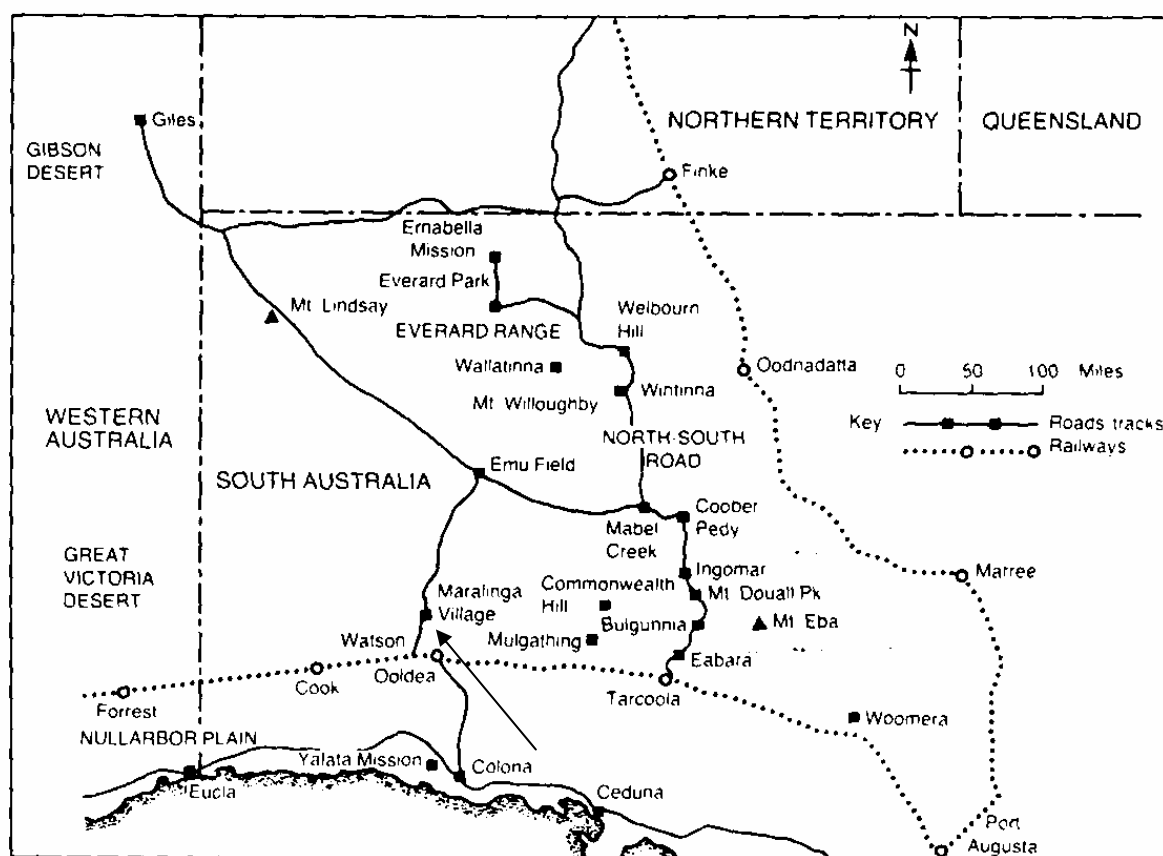 N
NORTHERN TERRITORY
QUEENSLAND
Giles
GIBSON
DESERT
Finke
Ernabella
Mission
Everard Park
Mt. Lindsay
EVERARD RANGE
Welbourn
Hill
Wallatinna
Mt. Willoughby
Wintinna
Oodnadatta
0 50 100 Miles
Key
Roads tracks
Railways
WESTERN
AUSTRALIA
NORTH-SOUTH
ROAD
SOUTH AUSTRALIA
Emu Field
Mabel
Creek
Coober
Pedy
GREAT
VICTORIA
DESERT
Ingomar
Marree
Commonwealth
Hill
Mt Douall Pk
Maralinga
Village
Bulgunnia
Mt Eba
Watson
Mulgathing
Eabara
Cook
Ooldea
Tarcoola
Forrest
Woomera
NULLARBOR PLAIN
Yalata Mission
Colona
Eucla
Ceduna
Port
Augusta